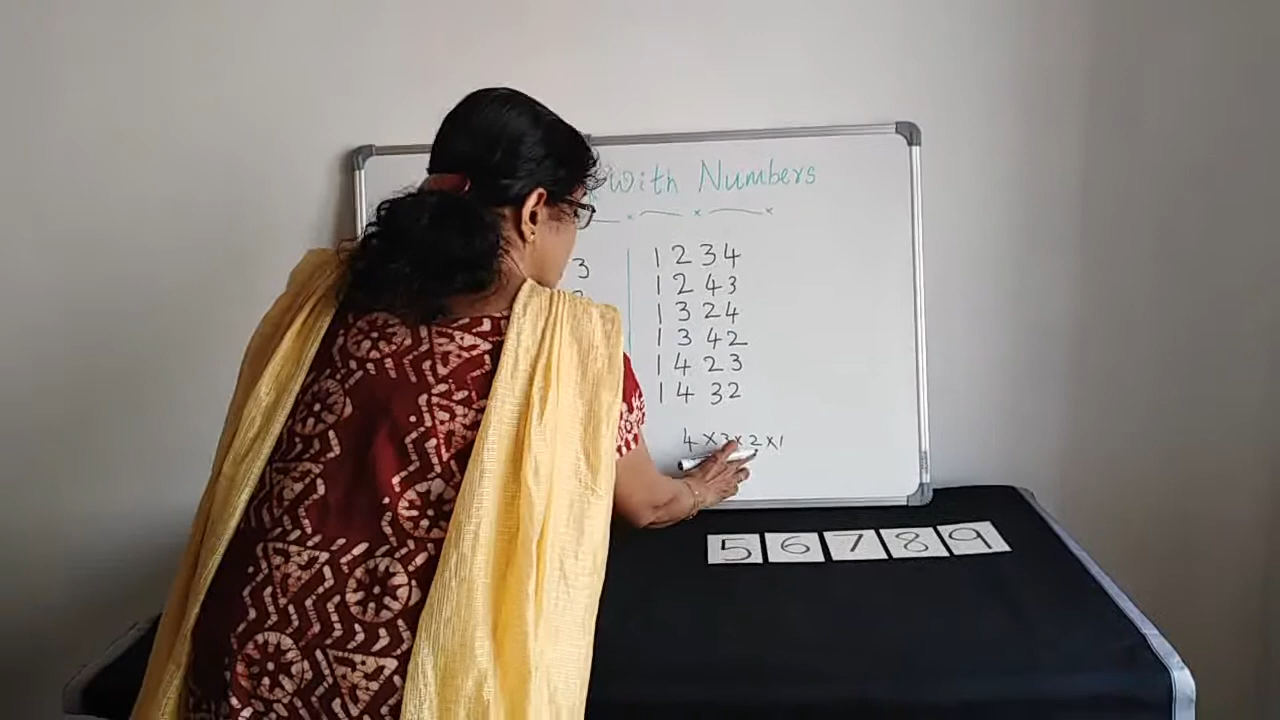 with Numbers
3
1 2 3 4
1 2 4 3
1 3 2 4
1 3 4 2
1 4 2 3
1 4 3 2
4 × 3 × 2 × 1
5 6 7 8 9